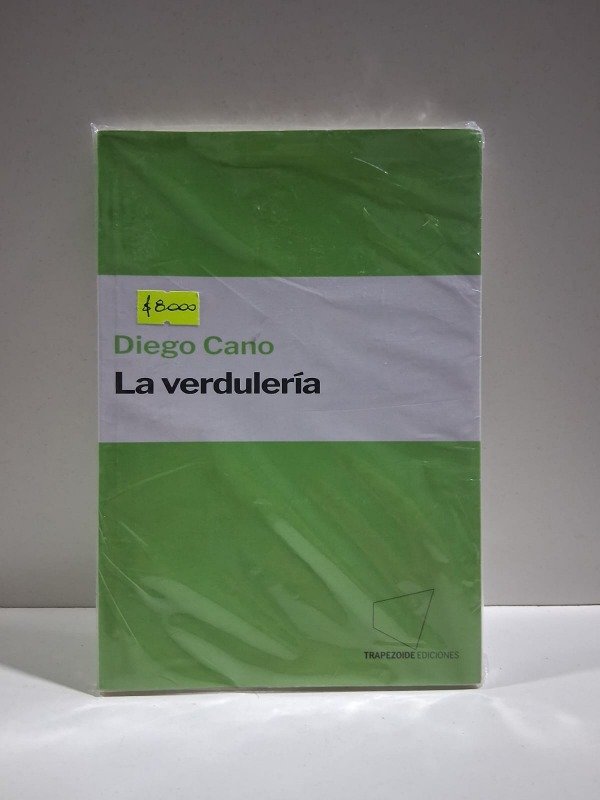 $8000
Diego Cano
La verdulería
TRAPEZOIDE EDICIONES